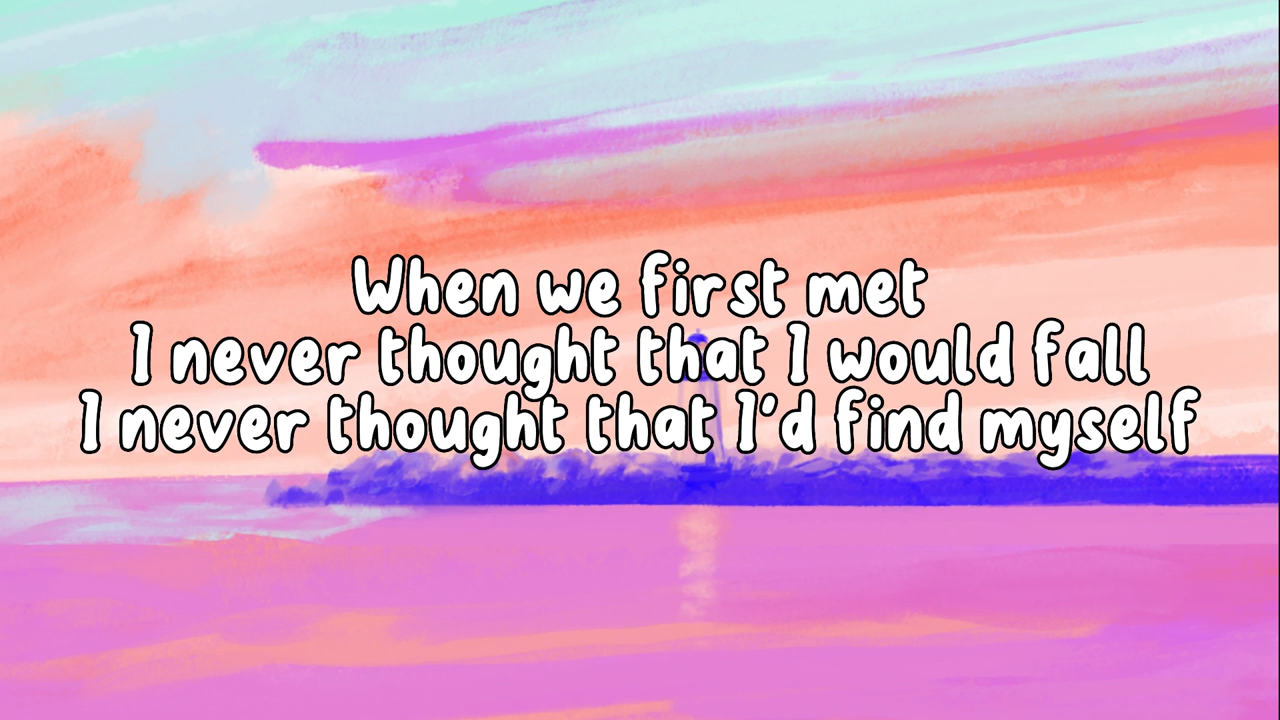 When we first met
I never thought that I would fall
I never thought that I'd find myself